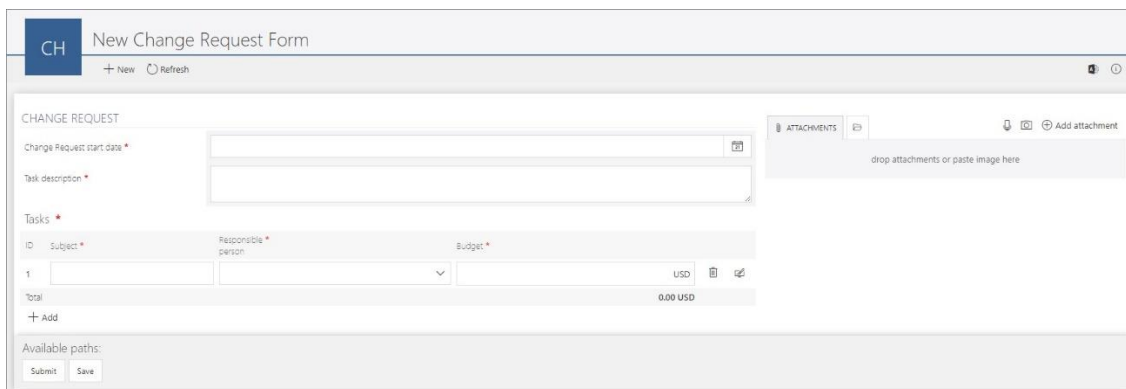 CH
New Change Request Form
New Refresh
CHANGE REQUEST
Change Request start date *
Task description *
Tasks *
ID Subject * Responsible * person Budget *
1 USD
Total 0.00 USD
Add
Available paths:
Submit Save
ATTACHMENTS
Add attachment
drop attachments or paste image here